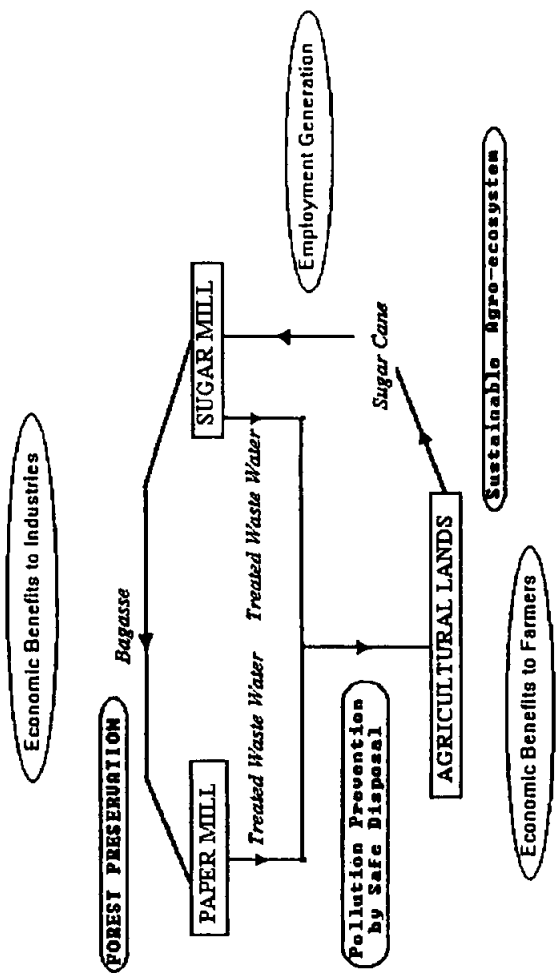 Economic Benefits to Industries
FOREST PRESERVATION
Bagasse
PAPER MILL
SUGAR MILL
Treated Waste Water
Treated Waste Water
Employment Generation
Pollution Prevention
by Safe Disposal
Sugar Cane
AGRICULTURAL LANDS
Sustainable Agro-ecosystem
Economic Benefits to Farmers